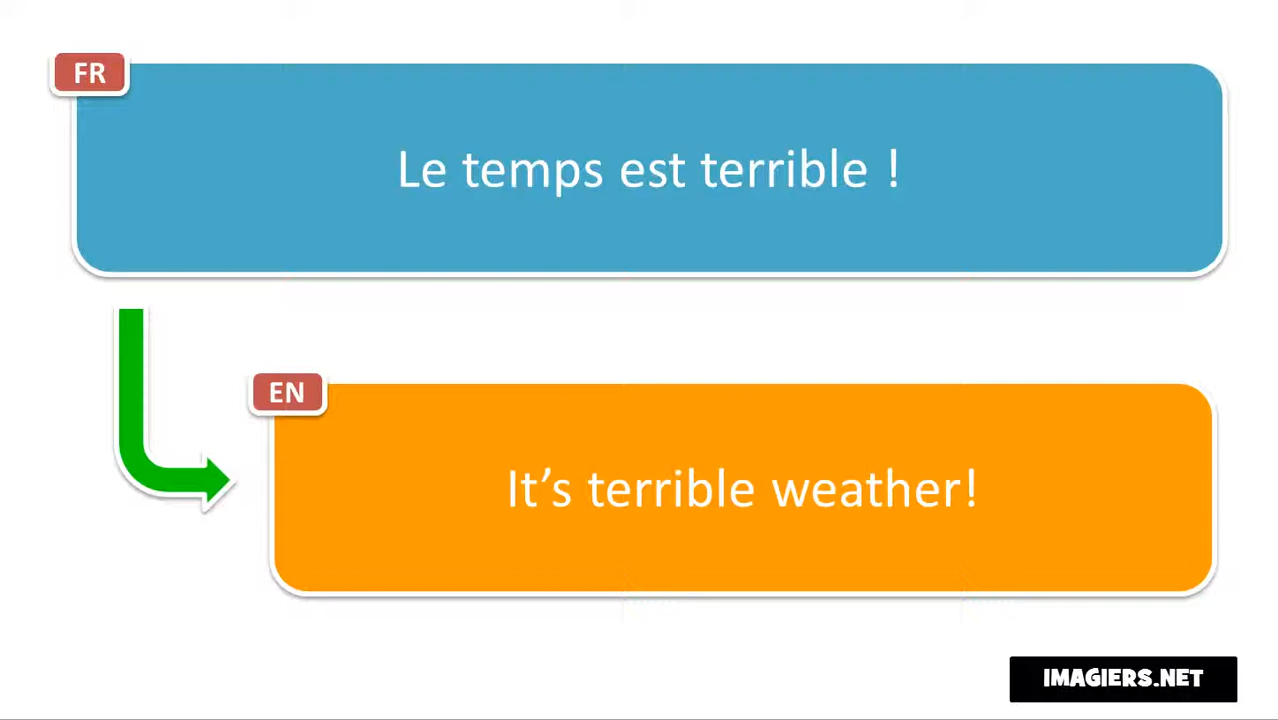 FR
Le temps est terrible !
EN
It’s terrible weather!
IMAGIERS.NET